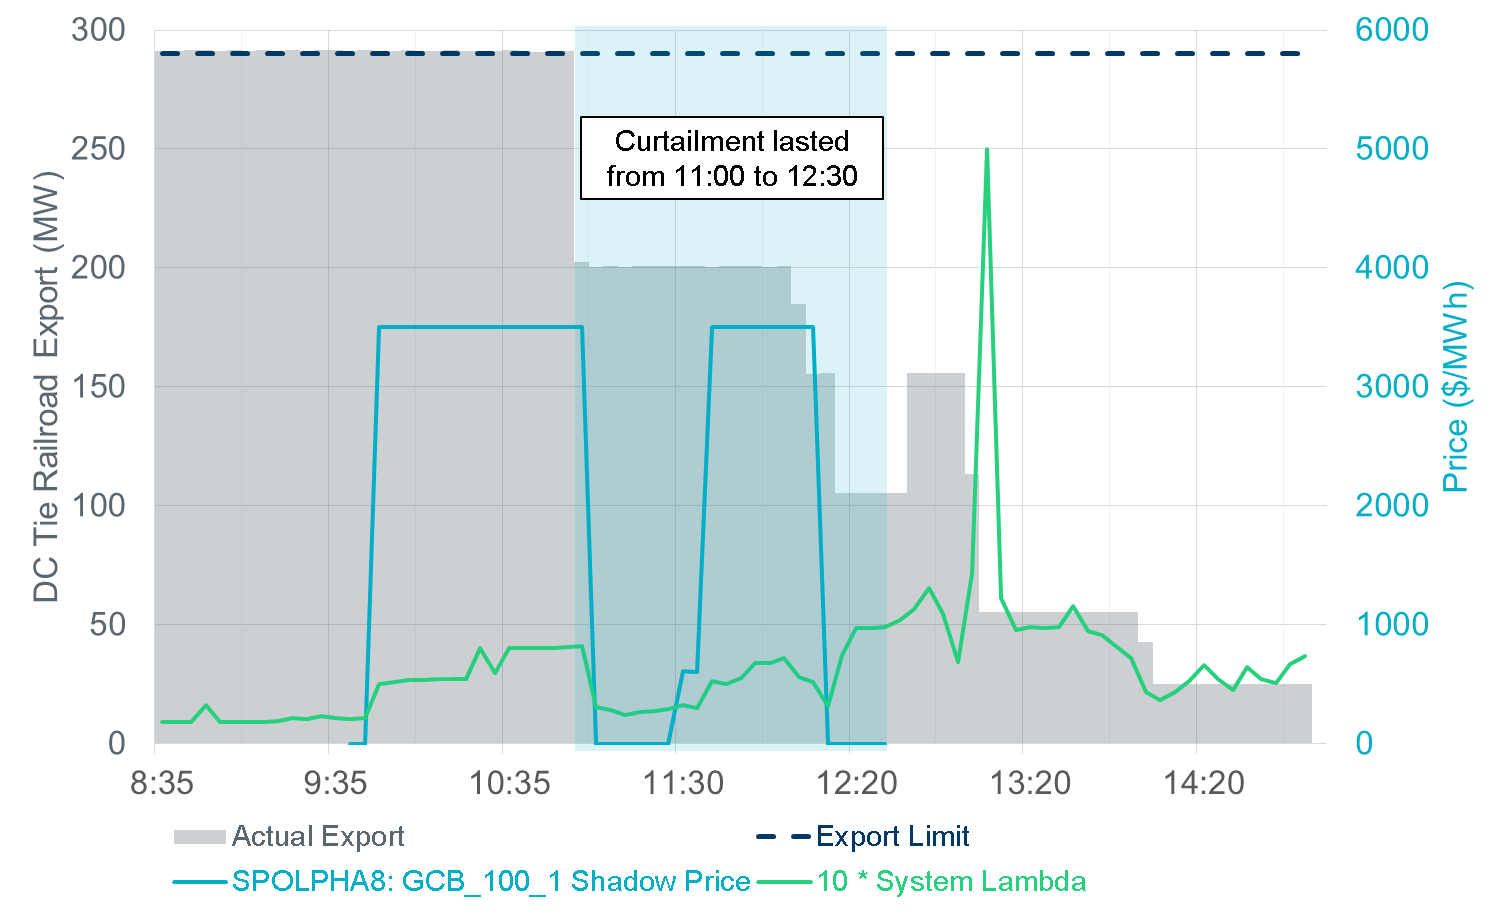 300
250
200
150
100
50
0
DC Tie Railroad Export (MW)
6000
5000
4000
3000
2000
1000
0
Price ($/MWh)
Curtailment lasted
from 11:00 to 12:30
8:35 9:35 10:35 11:30 12:20 13:20 14:20
Actual Export
Export Limit
SPOLPHA8: GCB_100_1 Shadow Price
10 * System Lambda